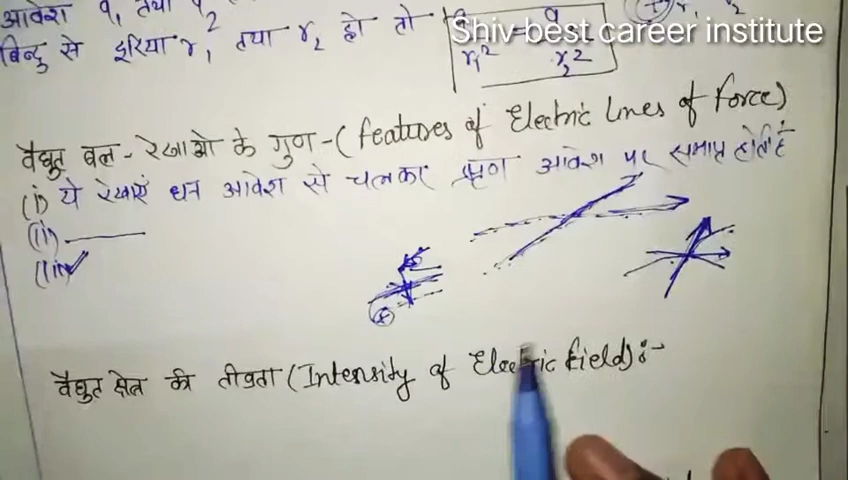 आवेश q₁ तथा q₂
बिन्दु से दूरिया r₁ तथा r₂ हो तो
Shiv-best career institute
r₁² r₂²
वैद्युत बल-रेखाओ के गुण-(Features of Electric Lines of Force)
(i) ये रेखाएं धन आवेश से चलकर ऋण आवेश पर समाप्त होती हैं
(ii)
(iii)
वैद्युत क्षेत्र की तीव्रता (Intensity of Electric field):-